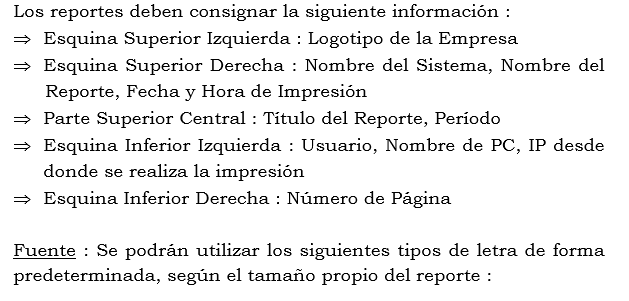 Los reportes deben consignar la siguiente información :
⇒ Esquina Superior Izquierda : Logotipo de la Empresa
⇒ Esquina Superior Derecha : Nombre del Sistema, Nombre del
Reporte, Fecha y Hora de Impresión
⇒ Parte Superior Central : Título del Reporte, Período
⇒ Esquina Inferior Izquierda : Usuario, Nombre de PC, IP desde
donde se realiza la impresión
⇒ Esquina Inferior Derecha : Número de Página
Fuente : Se podrán utilizar los siguientes tipos de letra de forma
predeterminada, según el tamaño propio del reporte :